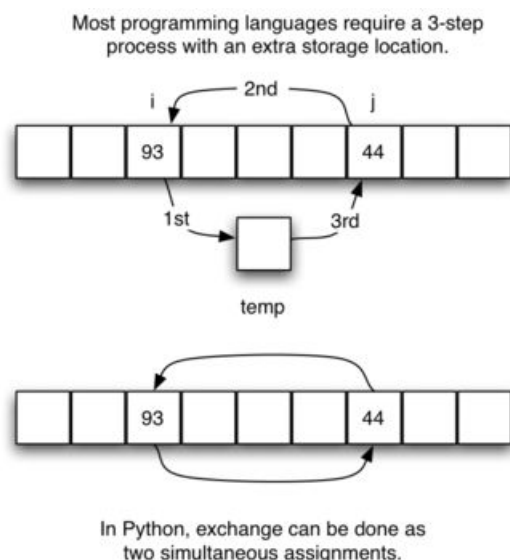 Most programming languages require a 3-step
process with an extra storage location.
i 2nd j
93 44
1st 3rd
temp
93 44
In Python, exchange can be done as
two simultaneous assignments.